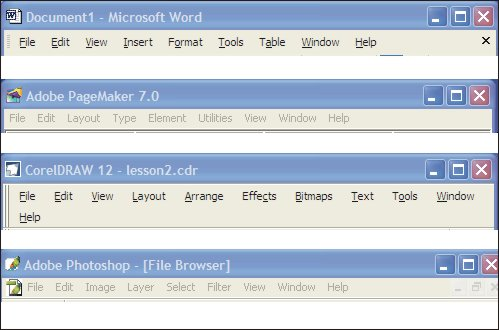 Document1 - Microsoft Word
File Edit View Insert Format Tools Table Window Help
Adobe PageMaker 7.0
File Edit Layout Type Element Utilities View Window Help
CorelDRAW 12 - lesson2.cdr
File Edit View Layout Arrange Effects Bitmaps Text Tools Window
Help
Adobe Photoshop - [File Browser]
File Edit Image Layer Select Filter View Window Help